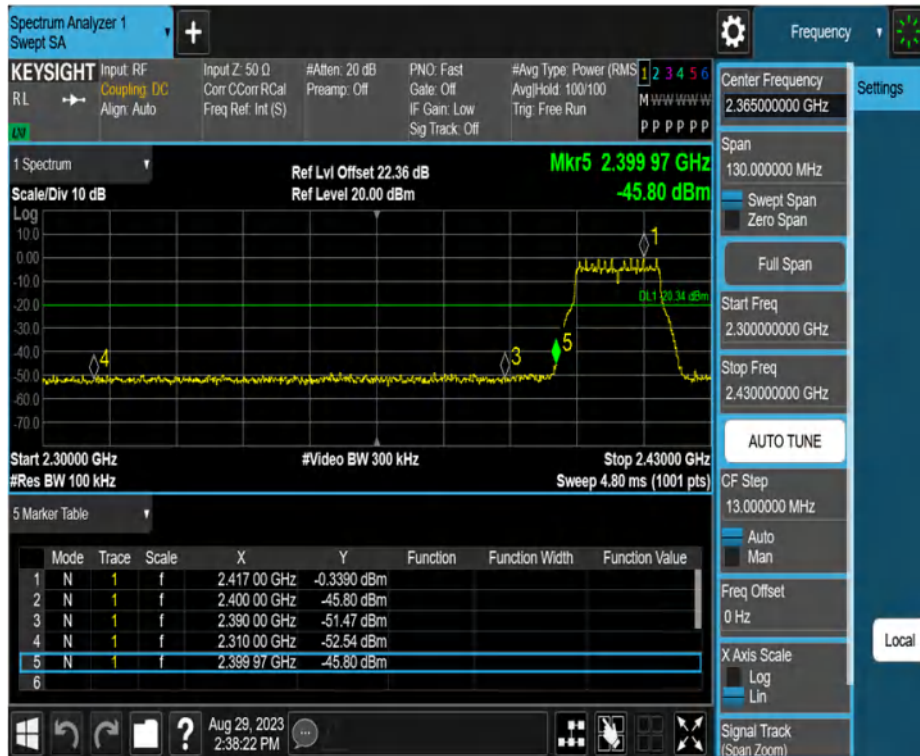 Spectrum Analyzer 1
Swept SA
+
Frequency
KEYSIGHT
RL
LNI
Input: RF
Coupling: DC
Align: Auto
Input Z: 50 Ω
Corr CCorr RCal
Freq Ref: Int (S)
#Atten: 20 dB
Preamp: Off
PNO: Fast
Gate: Off
IF Gain: Low
Sig Track: Off
#Avg Type: Power (RMS
Avg|Hold: 100/100
Trig: Free Run
1 2 3 4 5 6
M W W W W W
P P P P P P
Center Frequency
2.365000000 GHz
Settings
1 Spectrum
Scale/Div 10 dB
Ref Lvl Offset 22.36 dB
Ref Level 20.00 dBm
Mkr5 2.399 97 GHz
-45.80 dBm
Span
130.000000 MHz
Swept Span
Zero Span
Full Span
Start Freq
2.300000000 GHz
Stop Freq
2.430000000 GHz
AUTO TUNE
CF Step
13.000000 MHz
Auto
Man
Freq Offset
0 Hz
X Axis Scale
Log
Lin
Signal Track
(Span Zoom)
Local
Log
10.0
0.00
-10.0
-20.0
-30.0
-40.0
-50.0
-60.0
-70.0
1
DL1 -20.34 dBm
4
3
5
Start 2.30000 GHz
#Video BW 300 kHz
Stop 2.43000 GHz
#Res BW 100 kHz
Sweep 4.80 ms (1001 pts)
5 Marker Table
Mode Trace Scale X Y Function Function Width Function Value
1 N 1 f 2.417 00 GHz -0.3390 dBm
2 N 1 f 2.400 00 GHz -45.80 dBm
3 N 1 f 2.390 00 GHz -51.47 dBm
4 N 1 f 2.310 00 GHz -52.54 dBm
5 N 1 f 2.399 97 GHz -45.80 dBm
6
?
Aug 29, 2023
2:38:22 PM